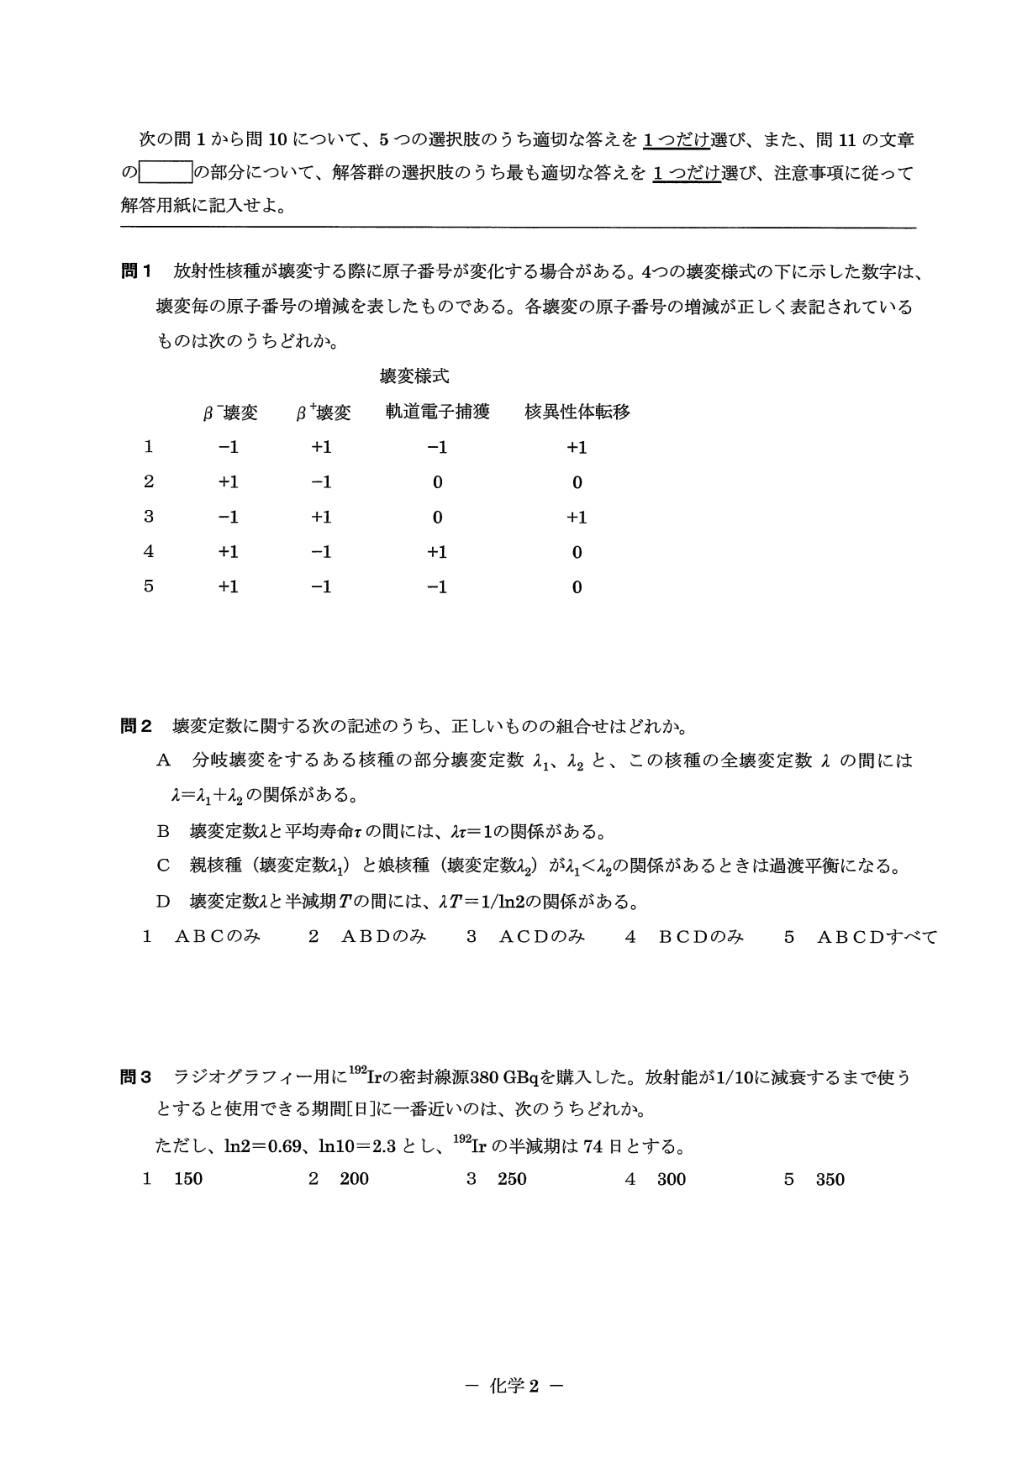 次の問 1 から問 10 について、5 つの選択肢のうち適切な答えを 1 つだけ選び、また、問 11 の文章
の　　の部分について、解答群の選択肢のうち最も適切な答えを 1 つだけ選び、注意事項に従って
解答用紙に記入せよ。
問1　放射性核種が壊変する際に原子番号が変化する場合がある。4つの壊変様式の下に示した数字は、
壊変毎の原子番号の増減を表したものである。各壊変の原子番号の増減が正しく表記されている
ものは次のうちどれか。
壊変様式
β⁻壊変　β⁺壊変　軌道電子捕獲　核異性体転移
1　−1　+1　−1　+1
2　+1　−1　0　0
3　−1　+1　0　+1
4　+1　−1　+1　0
5　+1　−1　−1　0
問2　壊変定数に関する次の記述のうち、正しいものの組合せはどれか。
A　分岐壊変をするある核種の部分壊変定数 λ₁、λ₂ と、この核種の全壊変定数 λ の間には
λ=λ₁+λ₂の関係がある。
B　壊変定数λと平均寿命τの間には、λτ=1の関係がある。
C　親核種（壊変定数λ₁）と娘核種（壊変定数λ₂）がλ₁<λ₂の関係があるときは過渡平衡になる。
D　壊変定数λと半減期Tの間には、λT=1/ln2の関係がある。
1　ABCのみ　2　ABDのみ　3　ACDのみ　4　BCDのみ　5　ABCDすべて
問3　ラジオグラフィー用に¹⁹²Irの密封線源380 GBqを購入した。放射能が1/10に減衰するまで使う
とすると使用できる期間[日]に一番近いのは、次のうちどれか。
ただし、ln2=0.69、ln10=2.3 とし、¹⁹²Ir の半減期は 74 日とする。
1　150　2　200　3　250　4　300　5　350
― 化学 2 ―